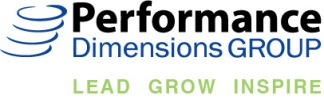 Performance
Dimensions GROUP
LEAD GROW INSPIRE